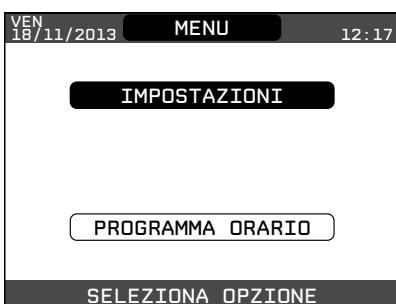 VEN
18/11/2013 MENU 12:17
IMPOSTAZIONI
PROGRAMMA ORARIO
SELEZIONA OPZIONE